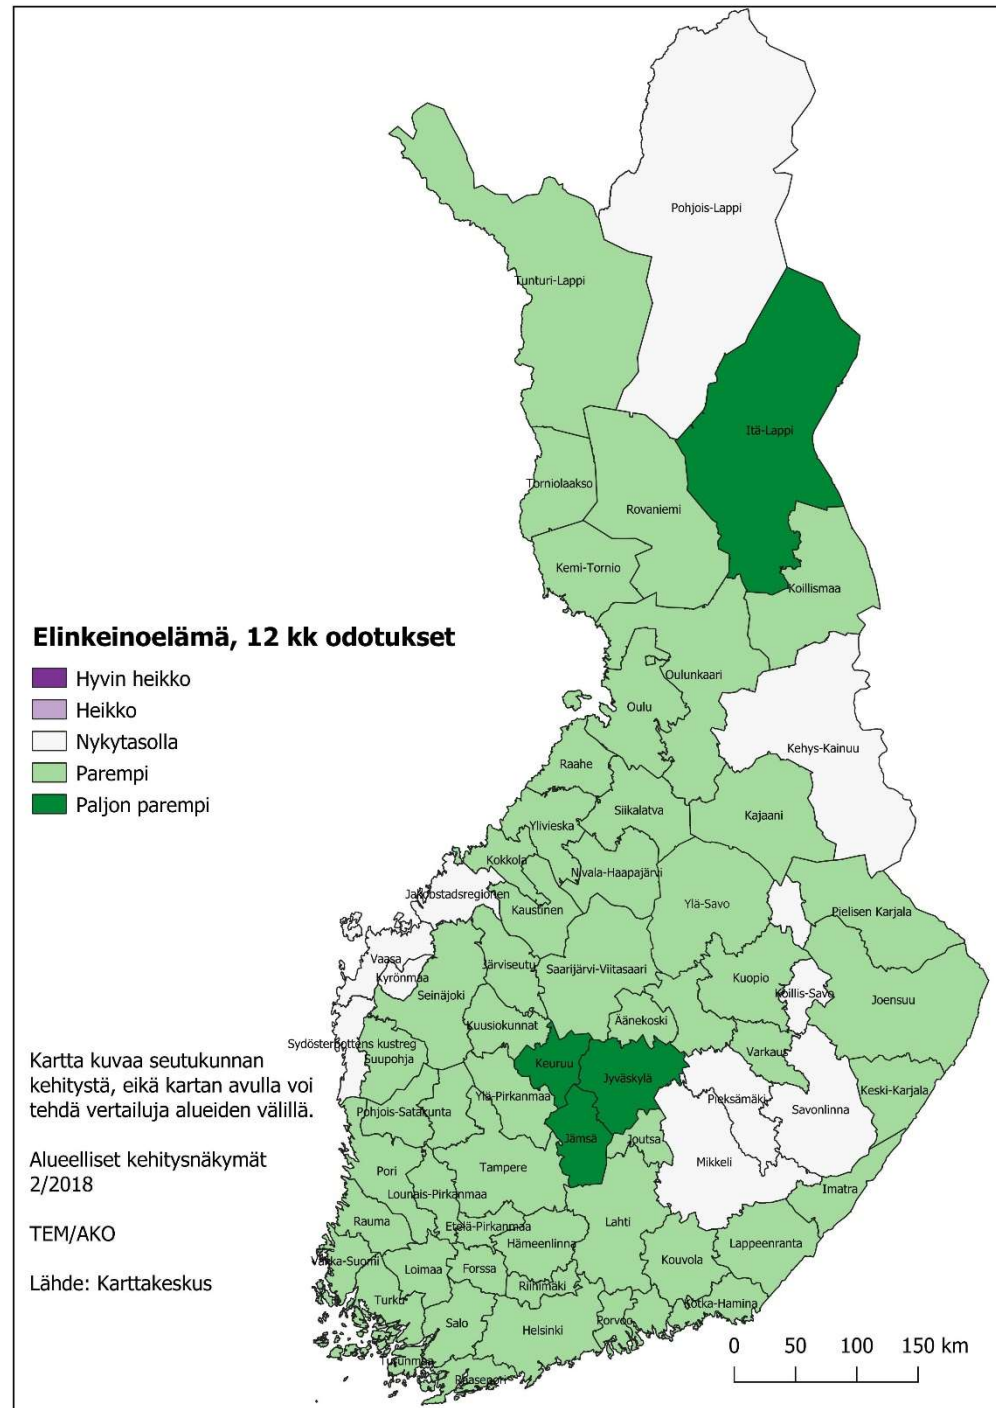 Pohjois-Lappi
Tunturi-Lappi
Itä-Lappi
Torniolaakso
Rovaniemi
Kemi-Tornio
Koillismaa
Elinkeinoelämä, 12 kk odotukset
Hyvin heikko
Heikko
Nykytasolla
Parempi
Paljon parempi
Oulunkaari
Oulu
Kehys-Kainuu
Raahe
Siikalatva
Kajaani
Ylivieska
Kokkola
Nivala-Haapajärvi
Jakobstadsregionen
Kaustinen
Ylä-Savo
Pielisen Karjala
Vaasa
Kyrönmaa
Järviseutu
Saarijärvi-Viitasaari
Kuopio
Seinäjoki
Koillis-Savo
Joensuu
Äänekoski
Kuusiokunnat
Sydösterbottens kustreg
Suupohja
Varkaus
Keuruu
Jyväskylä
Keski-Karjala
Ylä-Pirkanmaa
Pieksämäki
Pohjois-Satakunta
Savonlinna
Jämsä
Joutsa
Mikkeli
Tampere
Pori
Lounais-Pirkanmaa
Imatra
Rauma
Etelä-Pirkanmaa
Lahti
Hämeenlinna
Lappeenranta
Vakka-Suomi
Loimaa
Forssa
Kouvola
Riihimäki
Turku
Kotka-Hamina
Salo
Helsinki
Porvoo
Turunmaa
Raasepori
Kartta kuvaa seutukunnan
kehitystä, eikä kartan avulla voi
tehdä vertailuja alueiden välillä.
Alueelliset kehitysnäkymät
2/2018
TEM/AKO
Lähde: Karttakeskus
0 50 100 150 km